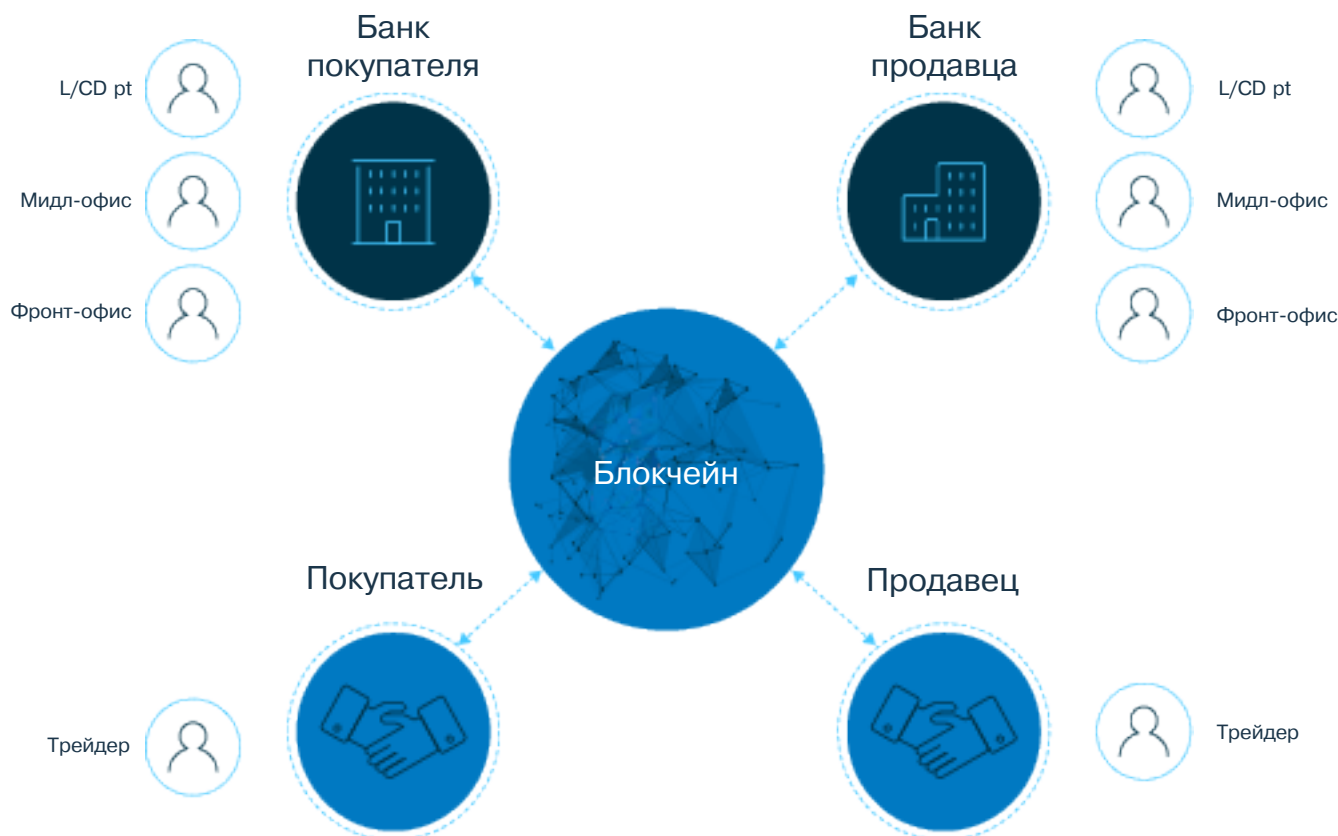 Банк
покупателя
Банк
продавца
L/CD pt
L/CD pt
Мидл-офис
Мидл-офис
Фронт-офис
Фронт-офис
Блокчейн
Покупатель
Продавец
Трейдер
Трейдер